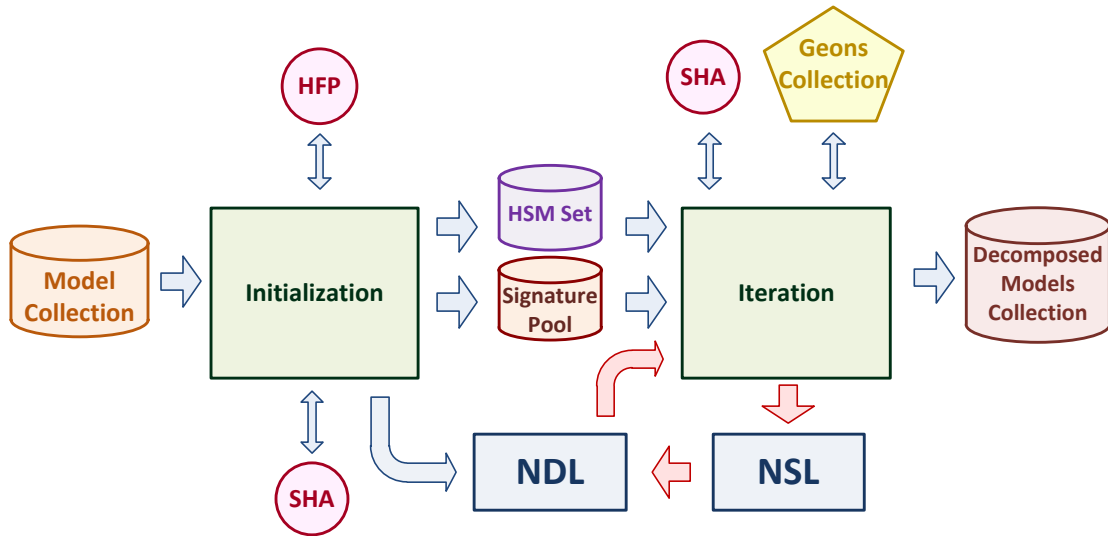 HFP
SHA
Geons
Collection
Model
Collection
Initialization
HSM Set
Signature
Pool
Iteration
Decomposed
Models
Collection
SHA
NDL
NSL